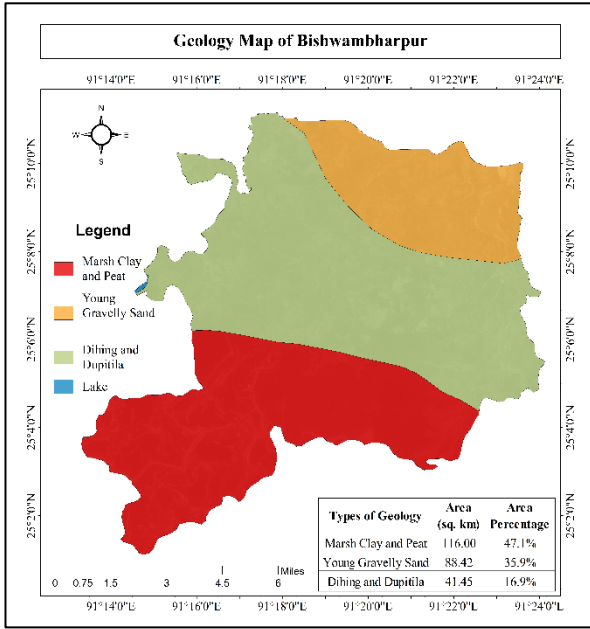 Geology Map of Bishwambharpur
91°14'0"E 91°16'0"E 91°18'0"E 91°20'0"E 91°22'0"E 91°24'0"E
N
W E
S
25°10'0"N 25°10'0"N
25°8'0"N 25°8'0"N
25°6'0"N 25°6'0"N
25°4'0"N 25°4'0"N
25°2'0"N 25°2'0"N
Legend
Marsh Clay
and Peat
Young
Gravelly Sand
Dihing and
Dupitila
Lake
Types of Geology Area (sq. km) Area Percentage
Marsh Clay and Peat 116.00 47.1%
Young Gravelly Sand 88.42 35.9%
Dihing and Dupitila 41.45 16.9%
Miles
0 0.75 1.5 3 4.5 6
91°14'0"E 91°16'0"E 91°18'0"E 91°20'0"E 91°22'0"E 91°24'0"E